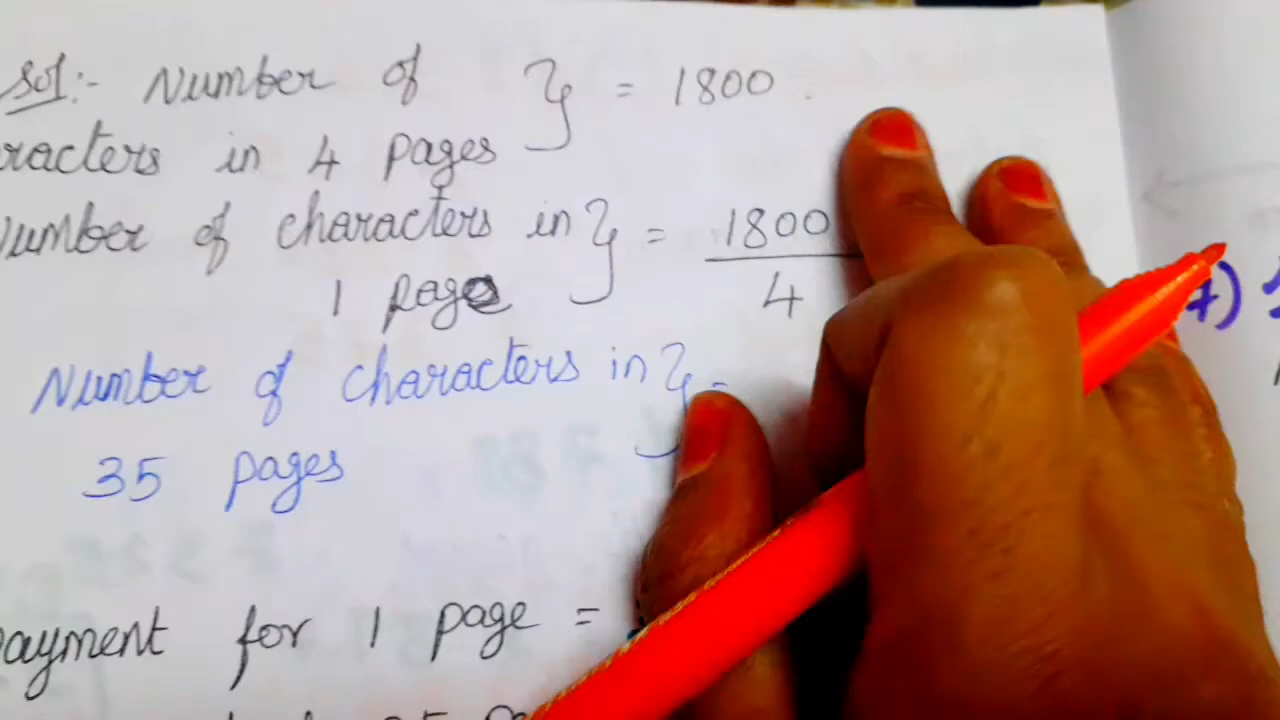 Sol:- Number of } = 1800
racters in 4 pages
Number of characters in } = 1800
1 page 4
Number of characters in } =
35 pages
payment for 1 page =
7)